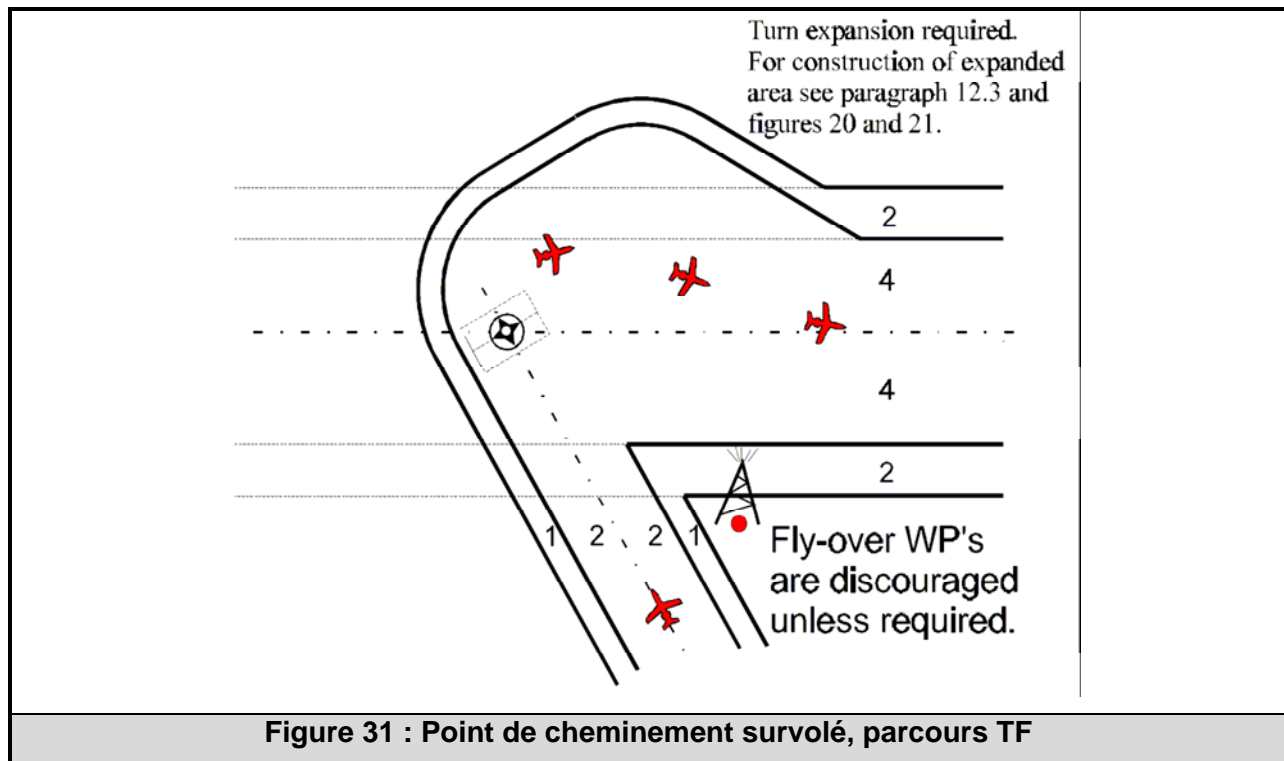 Turn expansion required.
For construction of expanded
area see paragraph 12.3 and
figures 20 and 21.
2
4
4
2
1 2 2 1
Fly-over WP's
are discouraged
unless required.
Figure 31 : Point de cheminement survolé, parcours TF